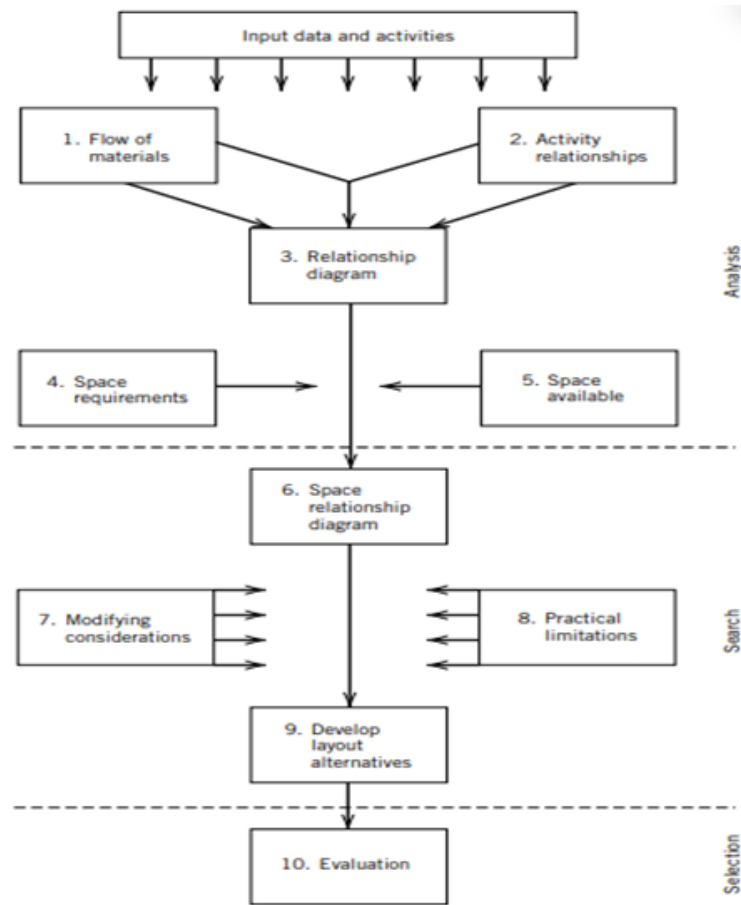 Input data and activities
1. Flow of
materials
2. Activity
relationships
3. Relationship
diagram
Analysis
4. Space
requirements
5. Space
available
6. Space
relationship
diagram
7. Modifying
considerations
8. Practical
limitations
Search
9. Develop
layout
alternatives
10. Evaluation
Selection